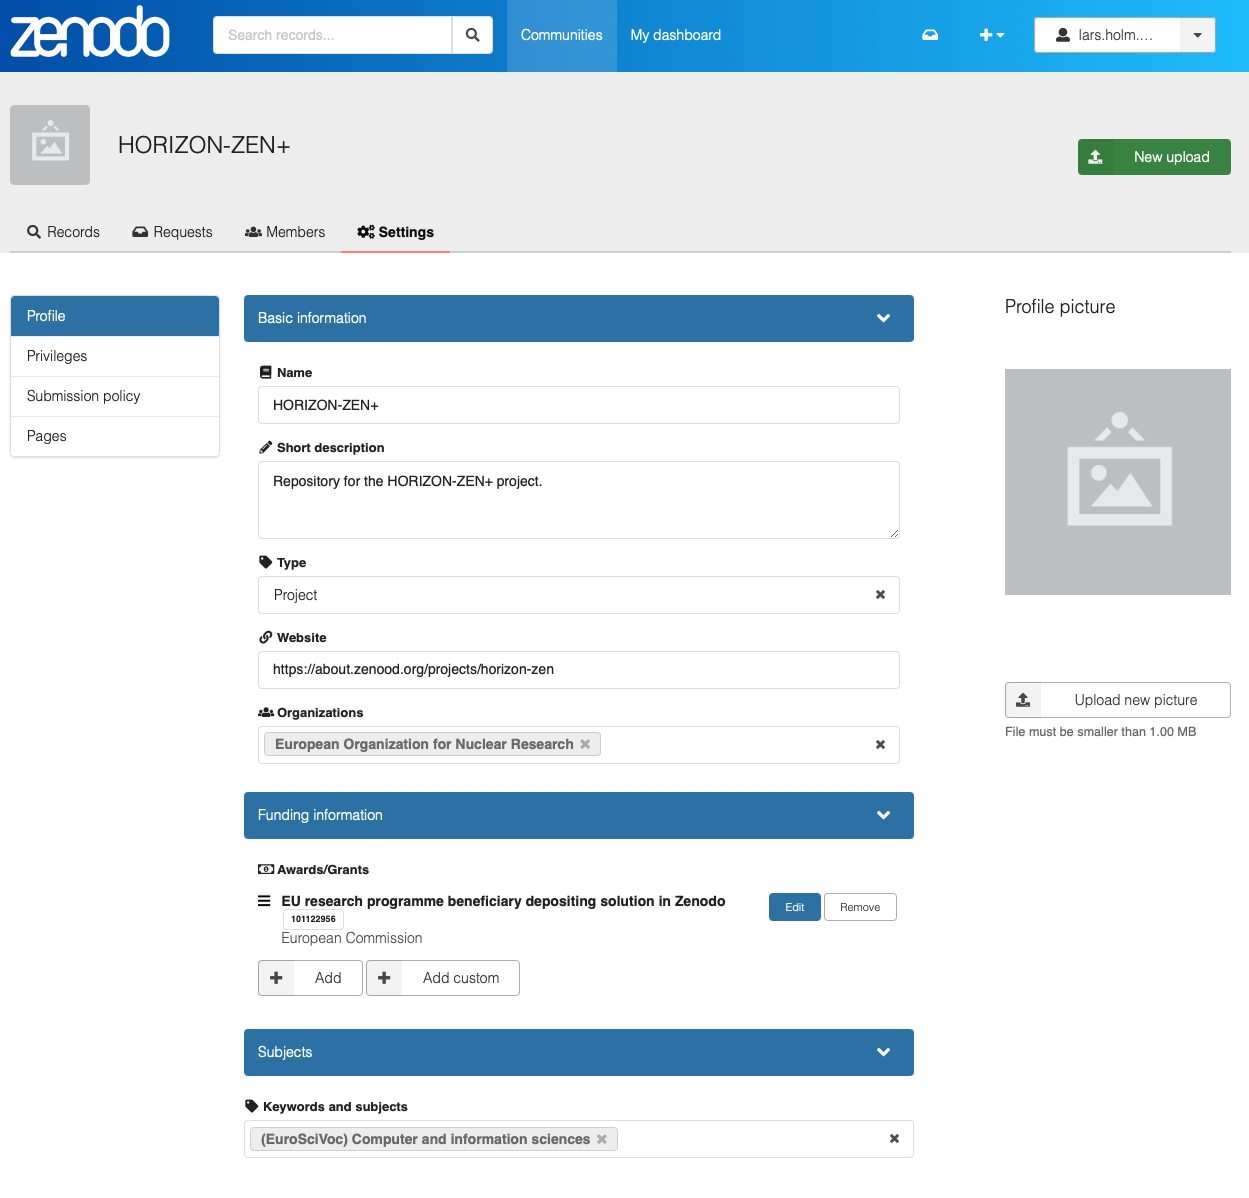 zenodo
Search records...
Communities
My dashboard
lars.holm....
HORIZON-ZEN+
New upload
Records
Requests
Members
Settings
Profile
Privileges
Submission policy
Pages
Basic information
Name
HORIZON-ZEN+
Short description
Repository for the HORIZON-ZEN+ project.
Type
Project
Website
https://about.zenood.org/projects/horizon-zen
Organizations
European Organization for Nuclear Research
Funding information
Awards/Grants
EU research programme beneficiary depositing solution in Zenodo
101122956
European Commission
Edit
Remove
Add
Add custom
Subjects
Keywords and subjects
(EuroSciVoc) Computer and information sciences
Profile picture
Upload new picture
File must be smaller than 1.00 MB